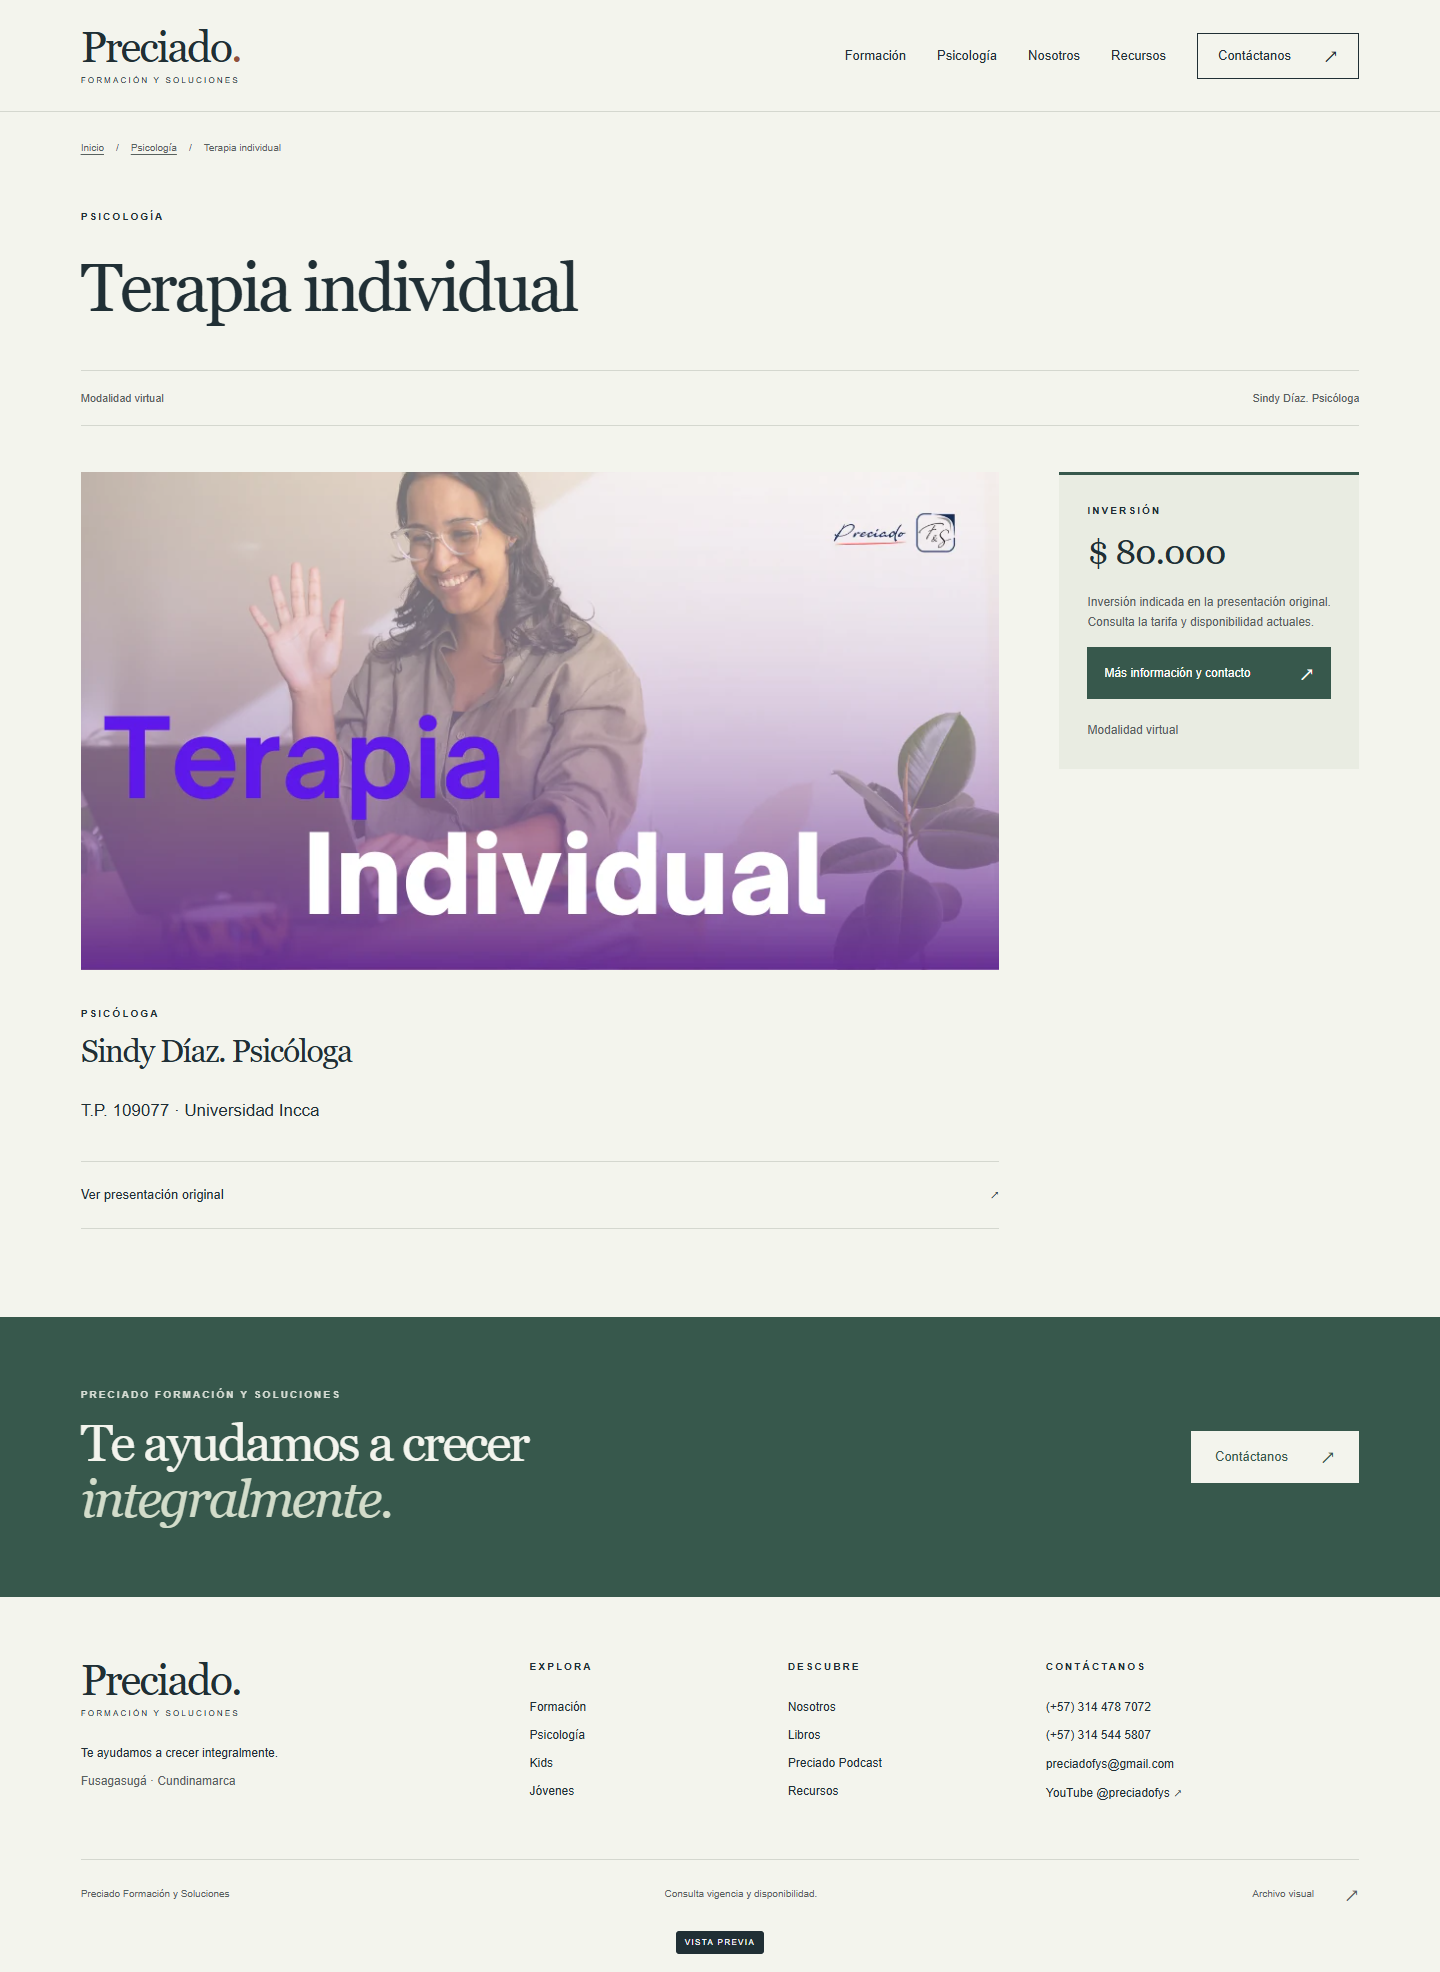 Preciado.
FORMACIÓN Y SOLUCIONES
Formación
Psicología
Nosotros
Recursos
Contáctanos ↗
Inicio / Psicología / Terapia individual
PSICOLOGÍA
Terapia individual
Modalidad virtual
Sindy Díaz. Psicóloga
Preciado F&S
Terapia
Individual
INVERSIÓN
$ 80.000
Inversión indicada en la presentación original.
Consulta la tarifa y disponibilidad actuales.
Más información y contacto ↗
Modalidad virtual
PSICÓLOGA
Sindy Díaz. Psicóloga
T.P. 109077 · Universidad Incca
Ver presentación original ↗
PRECIADO FORMACIÓN Y SOLUCIONES
Te ayudamos a crecer
integralmente.
Contáctanos ↗
Preciado.
FORMACIÓN Y SOLUCIONES
Te ayudamos a crecer integralmente.
Fusagasugá · Cundinamarca
EXPLORA
Formación
Psicología
Kids
Jóvenes
DESCUBRE
Nosotros
Libros
Preciado Podcast
Recursos
CONTÁCTANOS
(+57) 314 478 7072
(+57) 314 544 5807
preciadofys@gmail.com
YouTube @preciadofys ↗
Preciado Formación y Soluciones
Consulta vigencia y disponibilidad.
Archivo visual ↗
VISTA PREVIA